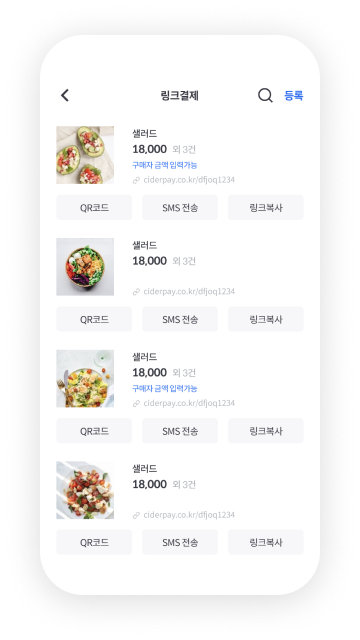 링크결제 등록
샐러드
18,000 외 3건
구매자 금액 입력가능
ciderpay.co.kr/dfjoq1234
QR코드 SMS 전송 링크복사
샐러드
18,000 외 3건
ciderpay.co.kr/dfjoq1234
QR코드 SMS 전송 링크복사
샐러드
18,000 외 3건
구매자 금액 입력가능
ciderpay.co.kr/dfjoq1234
QR코드 SMS 전송 링크복사
샐러드
18,000 외 3건
ciderpay.co.kr/dfjoq1234
QR코드 SMS 전송 링크복사